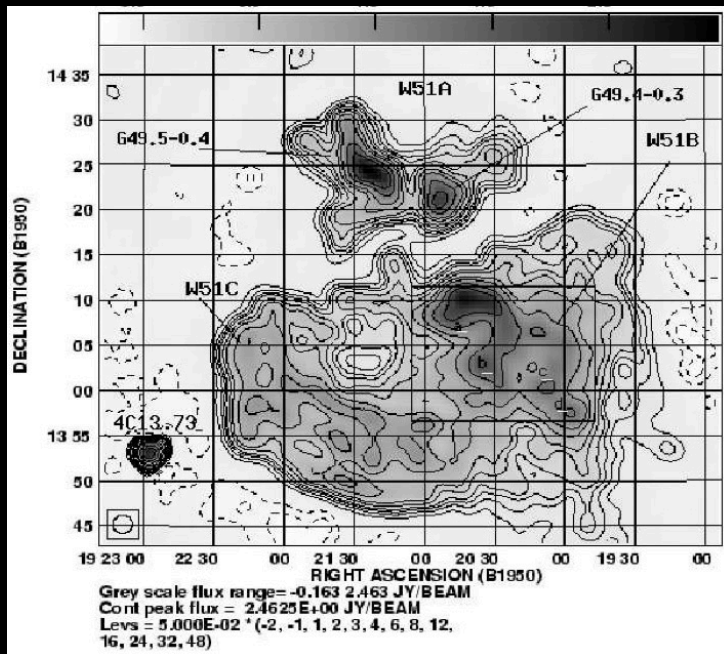 14 35
W51A
G49.4-0.3
30
G49.5-0.4
W51B
25
20
15
10
W51C
05
a
b
c
00
4C13.73
13 55
50
45
DECLINATION (B1950)
19 23 00 22 30 00 21 30 00 20 30 00 19 30 00
RIGHT ASCENSION (B1950)
Grey scale flux range= -0.163 2.463 JY/BEAM
Cont peak flux = 2.4625E+00 JY/BEAM
Levs = 5.000E-02 * (-2, -1, 1, 2, 3, 4, 6, 8, 12,
16, 24, 32, 48)